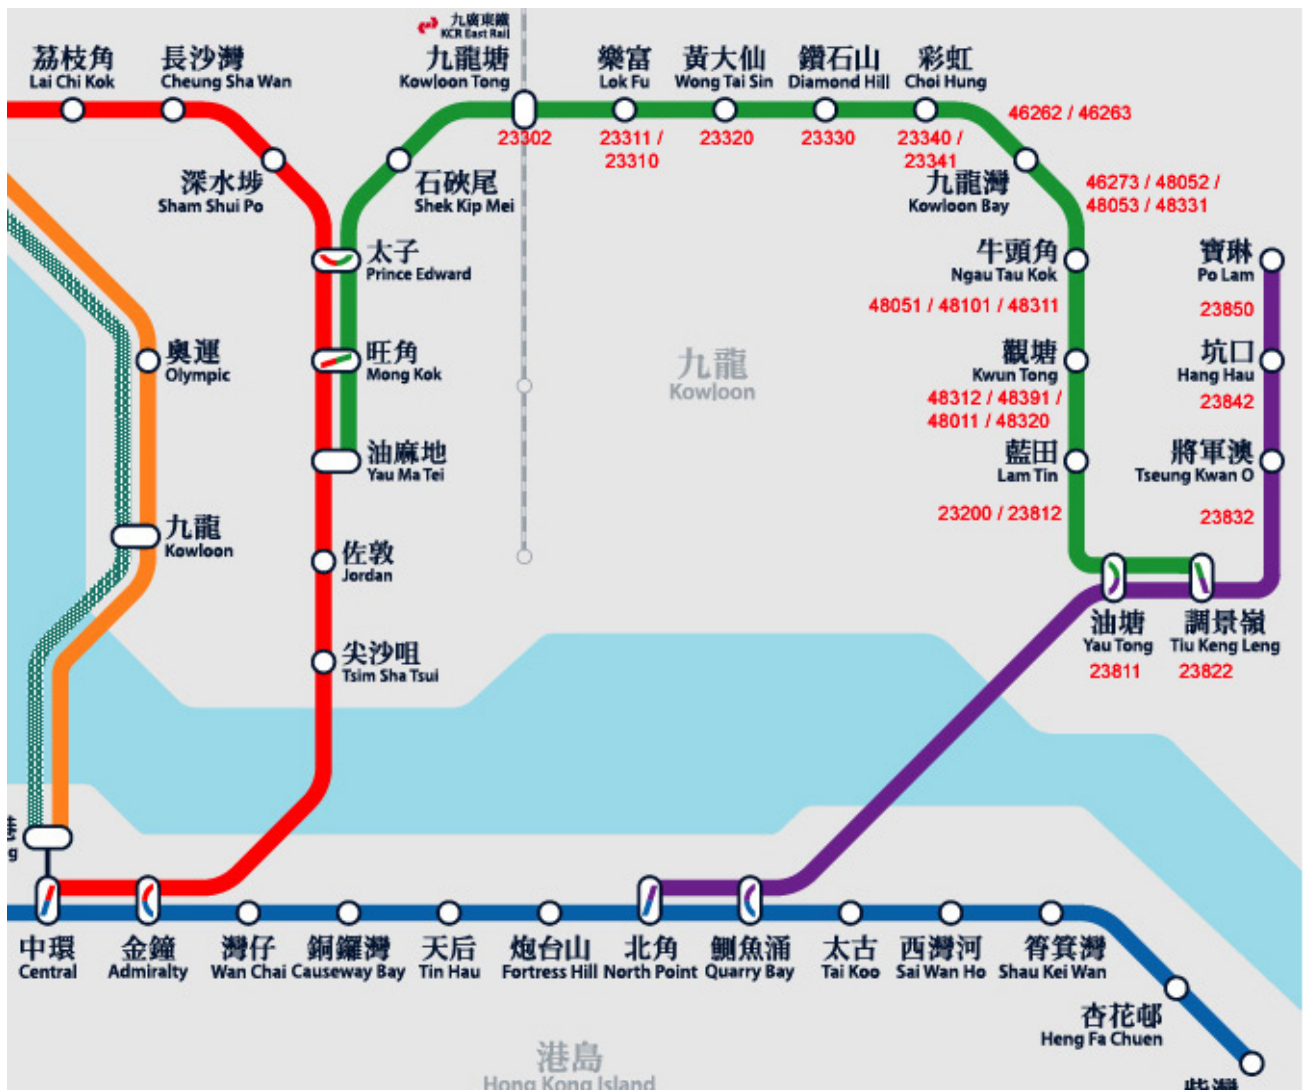 九廣東鐵
KCR East Rail
荔枝角
Lai Chi Kok
長沙灣
Cheung Sha Wan
九龍塘
Kowloon Tong
樂富
Lok Fu
黃大仙
Wong Tai Sin
鑽石山
Diamond Hill
彩虹
Choi Hung
46262 / 46263
23302
23311 /
23310
23320
23330
23340 /
23341
深水埗
Sham Shui Po
石硤尾
Shek Kip Mei
九龍灣
Kowloon Bay
46273 / 48052 /
48053 / 48331
太子
Prince Edward
牛頭角
Ngau Tau Kok
寶琳
Po Lam
48051 / 48101 / 48311
23850
奧運
Olympic
旺角
Mong Kok
九龍
Kowloon
觀塘
Kwun Tong
坑口
Hang Hau
48312 / 48391 /
48011 / 48320
23842
油麻地
Yau Ma Tei
藍田
Lam Tin
將軍澳
Tseung Kwan O
23200 / 23812
23832
九龍
Kowloon
佐敦
Jordan
尖沙咀
Tsim Sha Tsui
油塘
Yau Tong
23811
調景嶺
Tiu Keng Leng
23822
g
中環
Central
金鐘
Admiralty
灣仔
Wan Chai
銅鑼灣
Causeway Bay
天后
Tin Hau
炮台山
Fortress Hill
北角
North Point
鰂魚涌
Quarry Bay
太古
Tai Koo
西灣河
Sai Wan Ho
筲箕灣
Shau Kei Wan
杏花邨
Heng Fa Chuen
港島
Hong Kong Island
柴灣